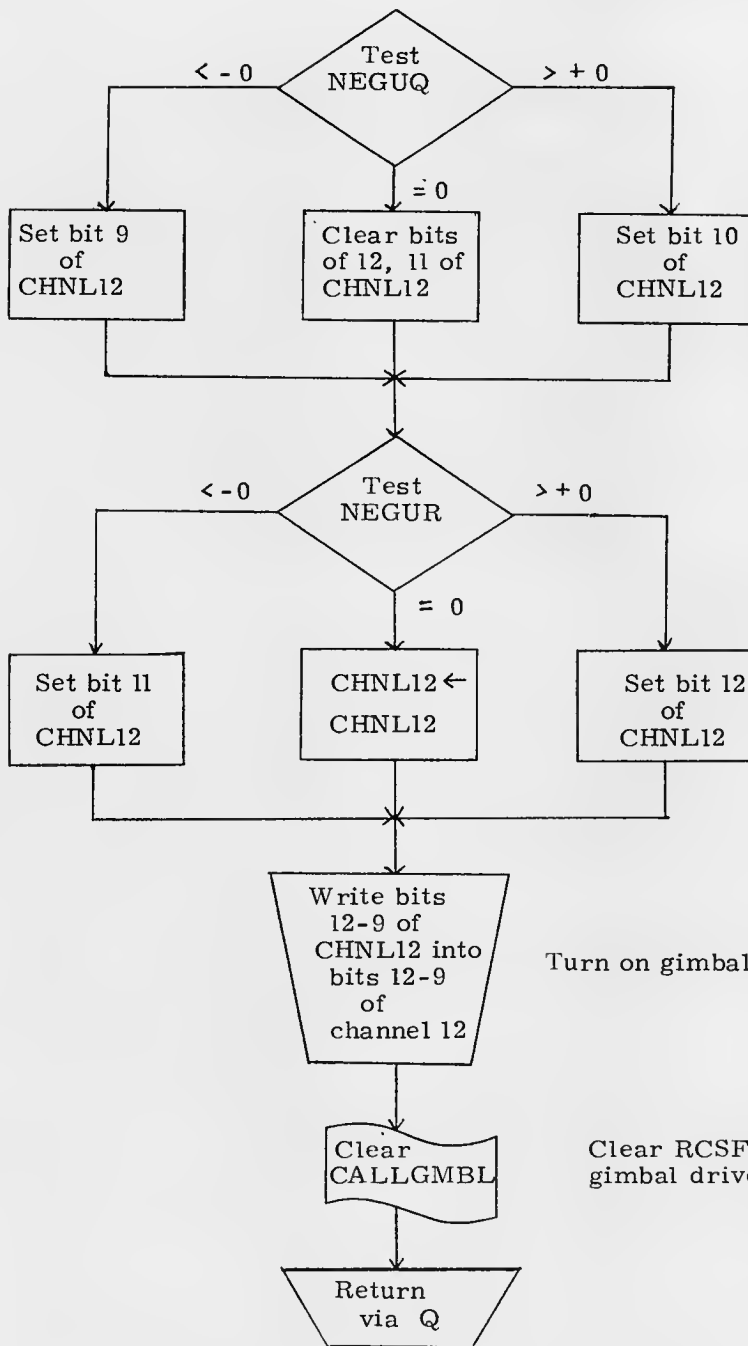 Test
NEGUQ
< - 0
> + 0
= 0
Set bit 9
of
CHNL12
Clear bits
of 12, 11 of
CHNL12
Set bit 10
of
CHNL12
Test
NEGUR
< - 0
> + 0
= 0
Set bit 11
of
CHNL12
CHNL12 ←
CHNL12
Set bit 12
of
CHNL12
Write bits
12-9 of
CHNL12 into
bits 12-9
of
channel 12
Turn on gimbal
Clear
CALLGMBL
Clear RCSF
gimbal drive
Return
via Q